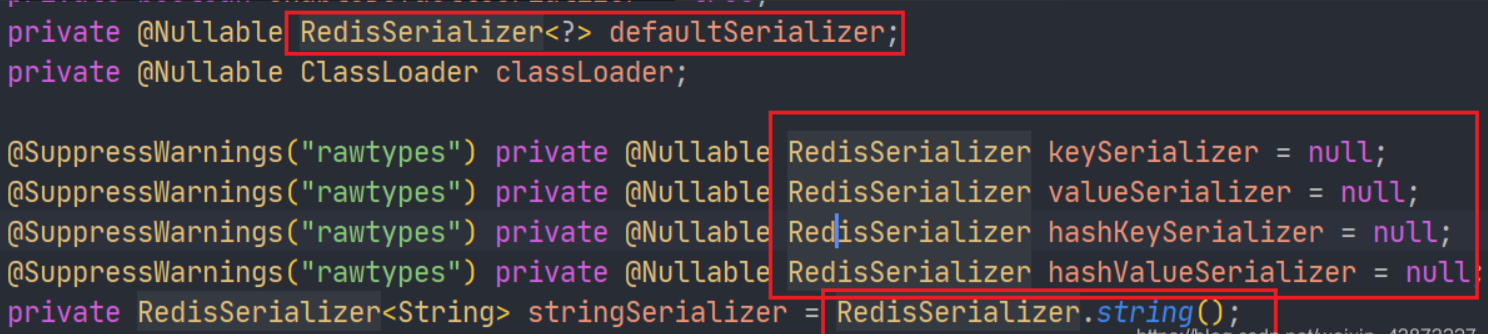 private @Nullable RedisSerializer<?> defaultSerializer;
private @Nullable ClassLoader classLoader;
@SuppressWarnings("rawtypes") private @Nullable RedisSerializer keySerializer = null;
@SuppressWarnings("rawtypes") private @Nullable RedisSerializer valueSerializer = null;
@SuppressWarnings("rawtypes") private @Nullable RedisSerializer hashKeySerializer = null;
@SuppressWarnings("rawtypes") private @Nullable RedisSerializer hashValueSerializer = null;
private RedisSerializer<String> stringSerializer = RedisSerializer.string();